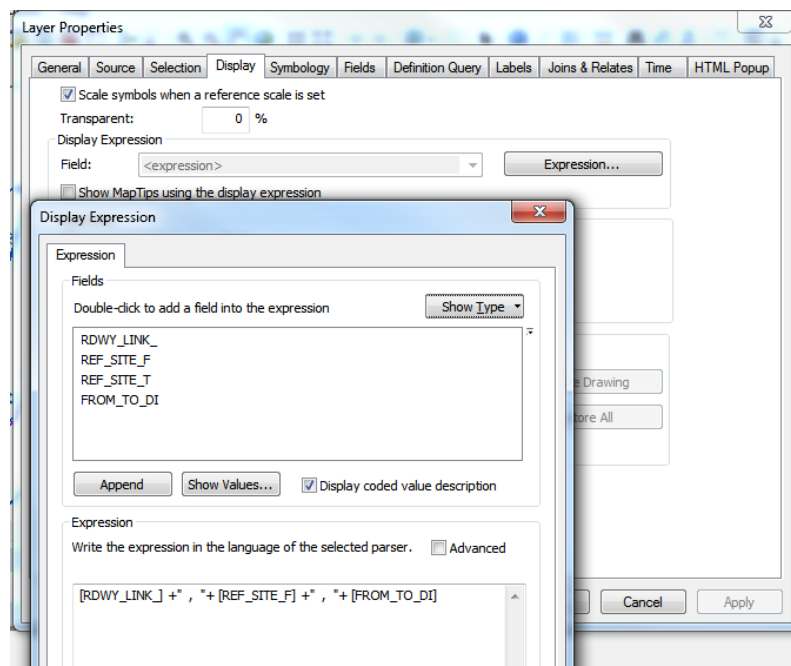 Layer Properties
General Source Selection Display Symbology Fields Definition Query Labels Joins & Relates Time HTML Popup
Scale symbols when a reference scale is set
Transparent: 0 %
Display Expression
Field: <expression> Expression...
Show MapTips using the display expression
Display Expression
Expression
Fields
Double-click to add a field into the expression Show Type
RDWY_LINK_
REF_SITE_F
REF_SITE_T
FROM_TO_DI
Drawing
All
Append Show Values... Display coded value description
Expression
Write the expression in the language of the selected parser. Advanced
[RDWY_LINK_] +" , "+ [REF_SITE_F] +" , "+ [FROM_TO_DI]
Cancel Apply